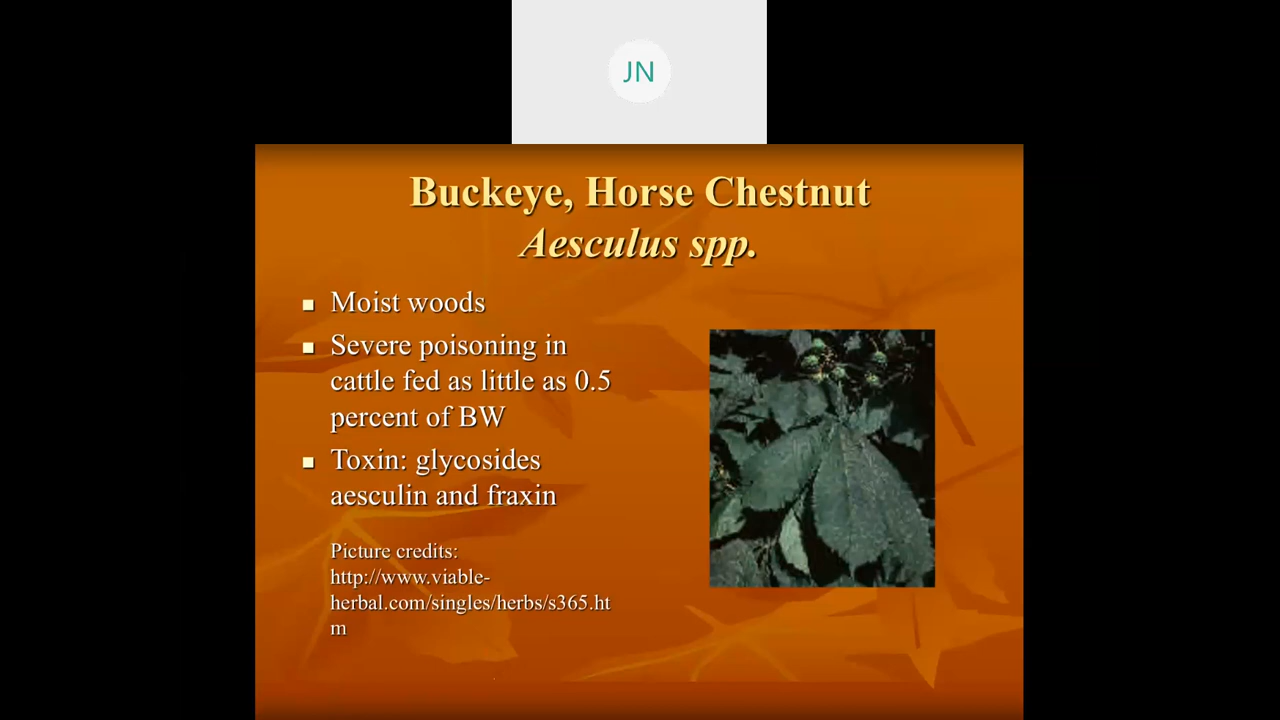 JN
Buckeye, Horse Chestnut
Aesculus spp.
Moist woods
Severe poisoning in
cattle fed as little as 0.5
percent of BW
Toxin: glycosides
aesculin and fraxin
Picture credits:
http://www.viable-
herbal.com/singles/herbs/s365.ht
m